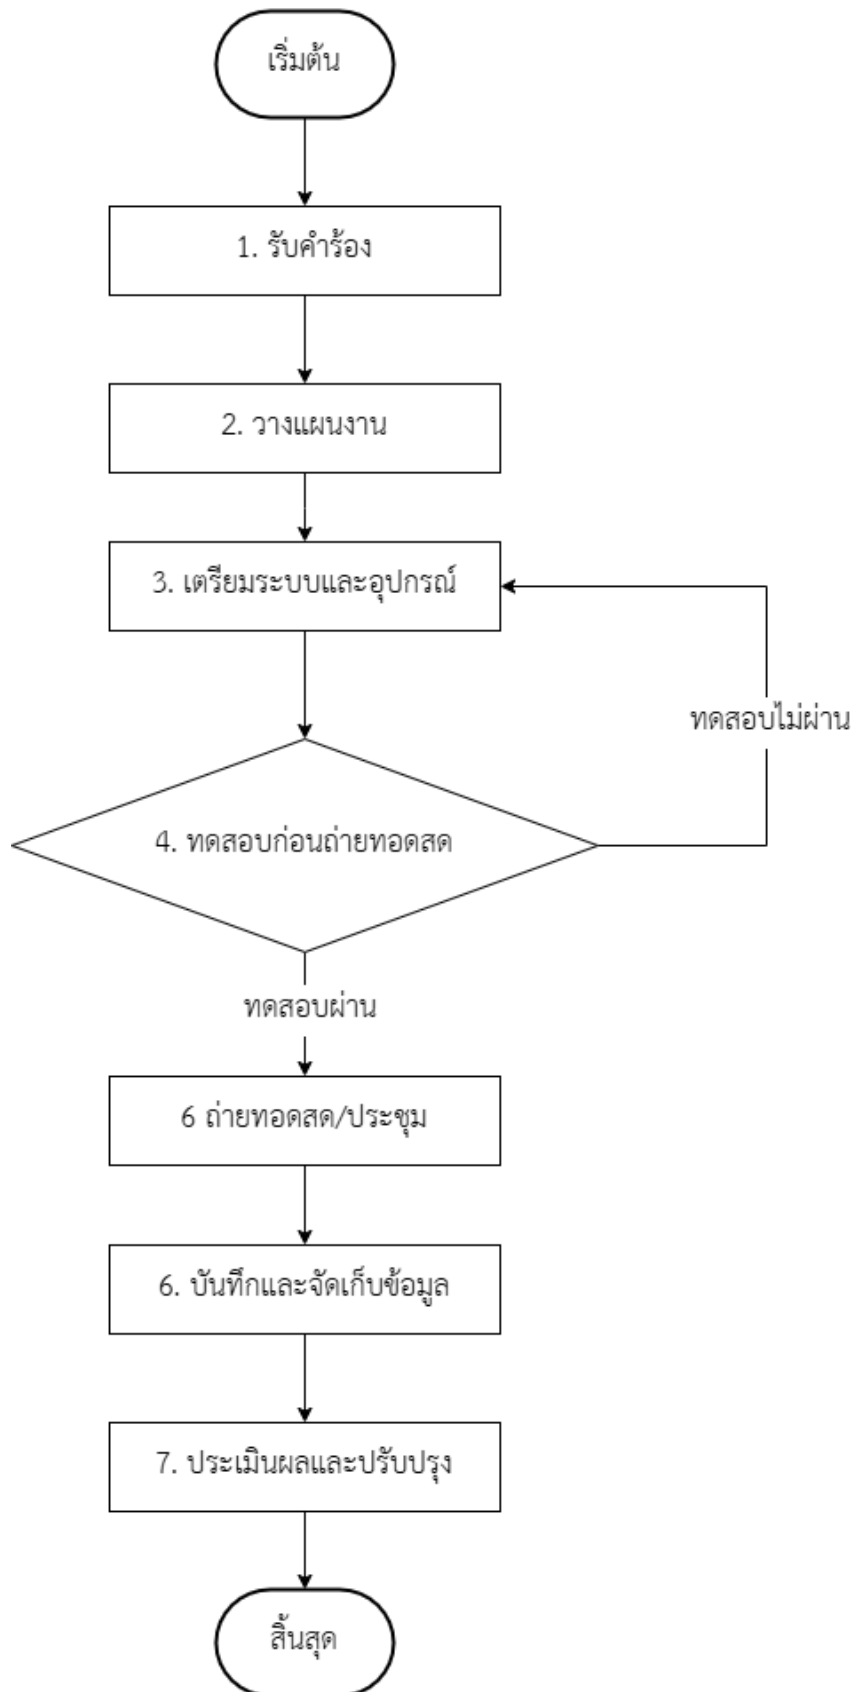 เริ่มต้น
1. รับคำร้อง
2. วางแผนงาน
3. เตรียมระบบและอุปกรณ์
ทดสอบไม่ผ่าน
4. ทดสอบก่อนถ่ายทอดสด
ทดสอบผ่าน
6 ถ่ายทอดสด/ประชุม
6. บันทึกและจัดเก็บข้อมูล
7. ประเมินผลและปรับปรุง
สิ้นสุด